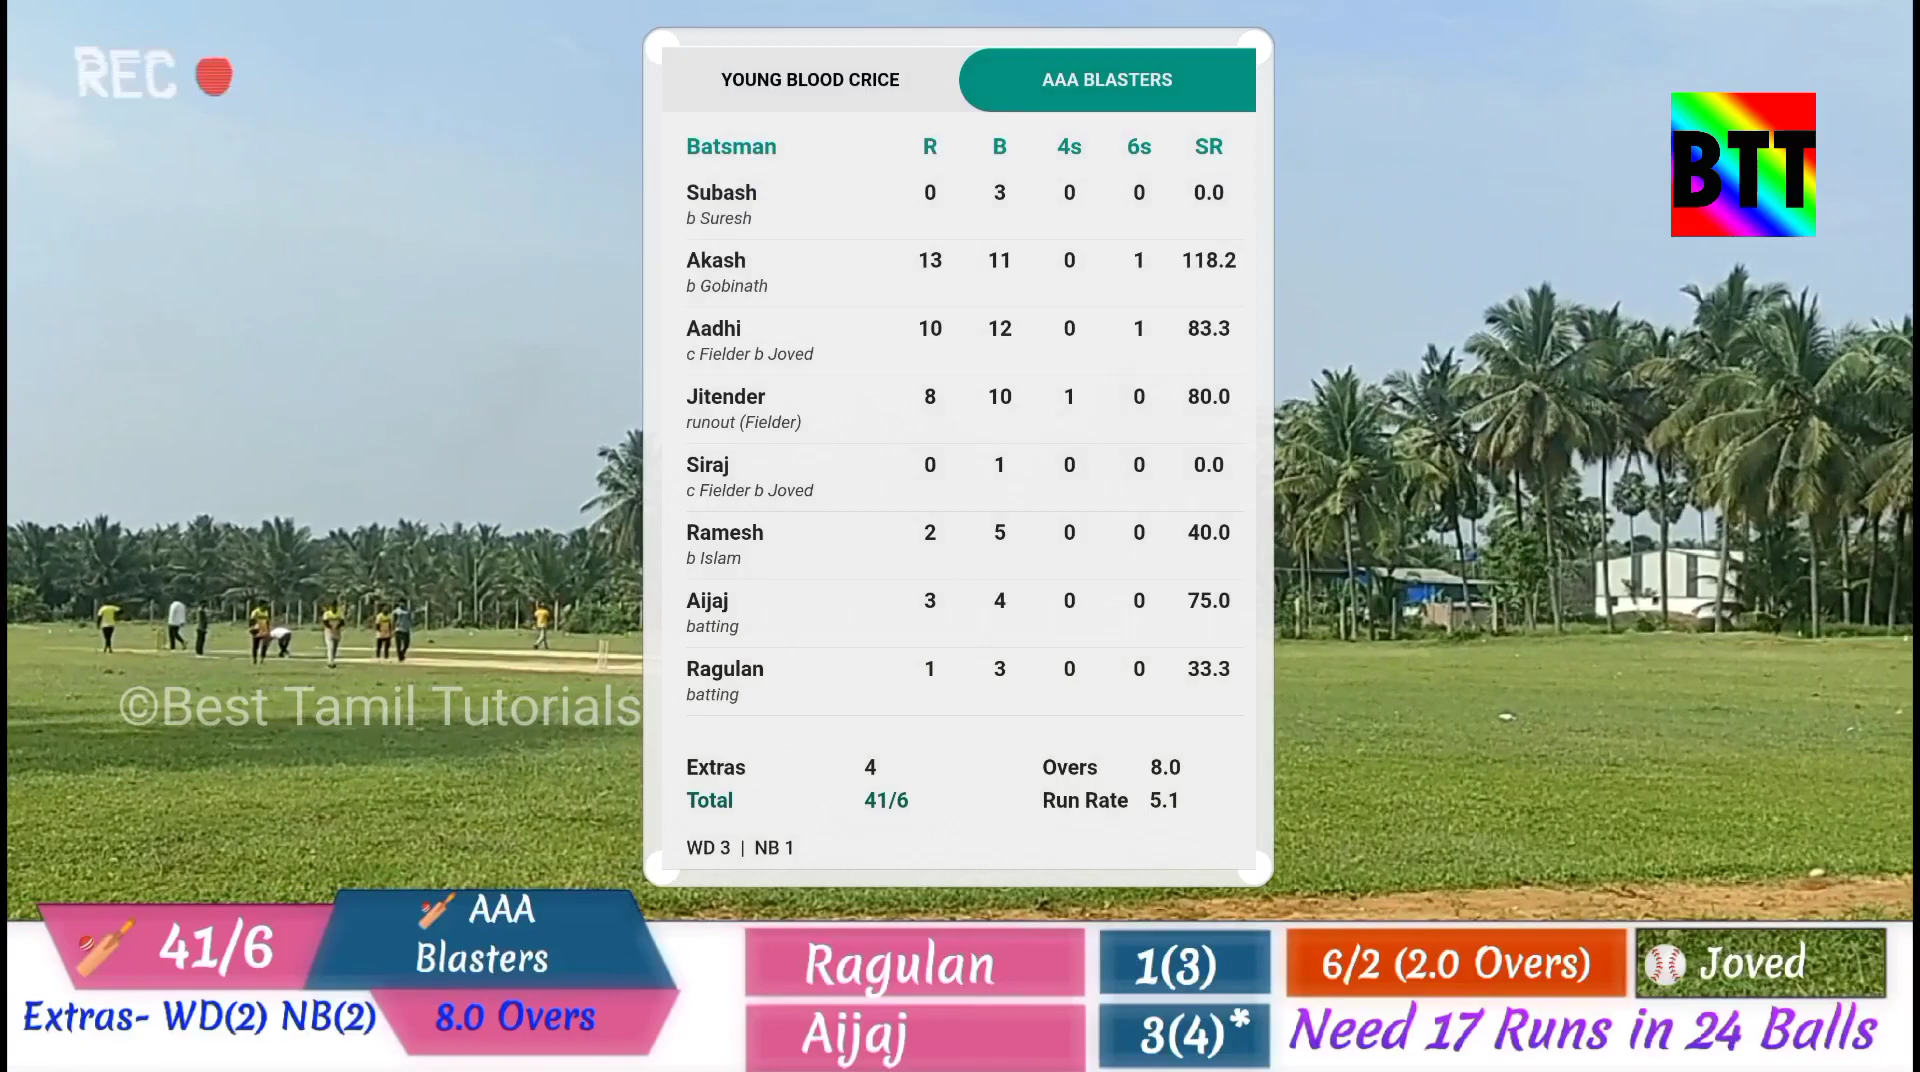 REC
BTT
YOUNG BLOOD CRICE AAA BLASTERS
Batsman R B 4s 6s SR
Subash 0 3 0 0 0.0
b Suresh
Akash 13 11 0 1 118.2
b Gobinath
Aadhi 10 12 0 1 83.3
c Fielder b Joved
Jitender 8 10 1 0 80.0
runout (Fielder)
Siraj 0 1 0 0 0.0
c Fielder b Joved
Ramesh 2 5 0 0 40.0
b Islam
Aijaj 3 4 0 0 75.0
batting
Ragulan 1 3 0 0 33.3
batting
©Best Tamil Tutorials
Extras 4 Overs 8.0
Total 41/6 Run Rate 5.1
WD 3 | NB 1
41/6
AAA
Blasters
Extras- WD(2) NB(2)
8.0 Overs
Ragulan 1(3)
Aijaj 3(4)*
6/2 (2.0 Overs)
Joved
Need 17 Runs in 24 Balls